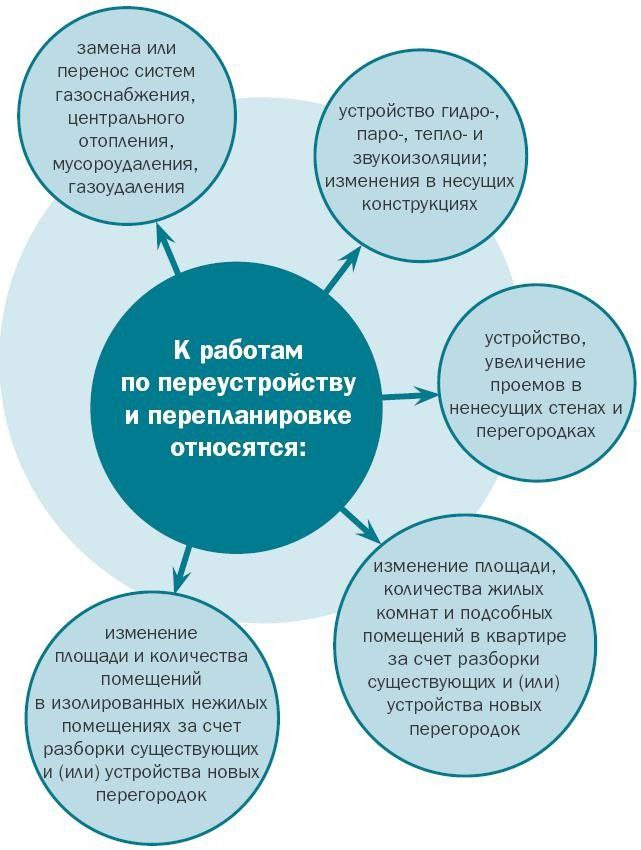 замена или
перенос систем
газоснабжения,
центрального
отопления,
мусороудаления,
газоудаления
устройство гидро-,
паро-, тепло- и
звукоизоляции;
изменения в несущих
конструкциях
К работам
по переустройству
и перепланировке
относятся:
устройство,
увеличение
проемов в
ненесущих стенах и
перегородках
изменение площади,
количества жилых
комнат и подсобных
помещений в квартире
за счет разборки
существующих и (или)
устройства новых
перегородок
изменение
площади и количества
помещений
в изолированных нежилых
помещениях за счет
разборки существующих
и (или) устройства новых
перегородок